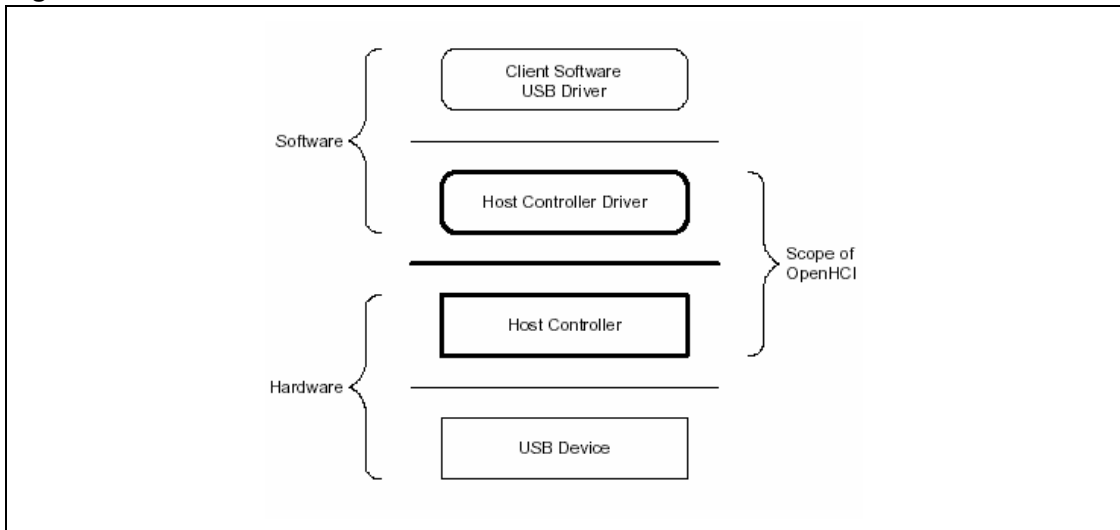 Client Software
USB Driver
Software
Host Controller Driver
Scope of
OpenHCI
Host Controller
Hardware
USB Device